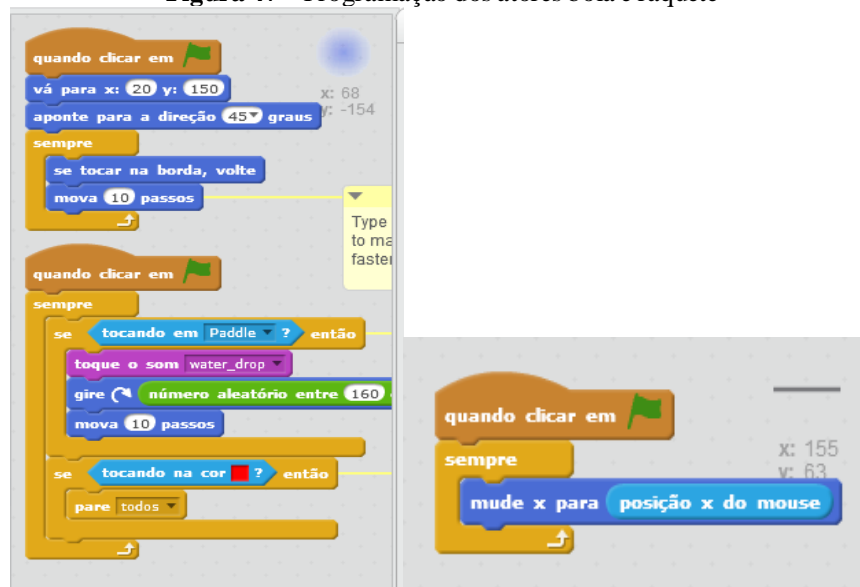 quando clicar em
vá para x: 20 y: 150
aponte para a direção 45 graus
sempre
se tocar na borda, volte
mova 10 passos
x: 68
y: -154
Type
to ma
faster
quando clicar em
sempre
se tocando em Paddle ? então
toque o som water_drop
gire número aleatório entre 160
mova 10 passos
se tocando na cor ? então
pare todos
quando clicar em
sempre
mude x para posição x do mouse
x: 155
y: 63